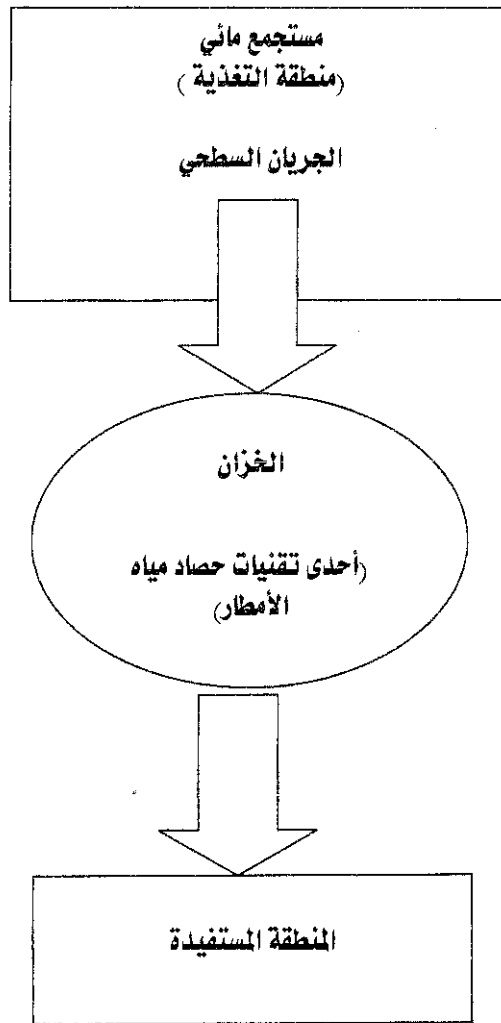 مستجمع مائي
(منطقة التغذية )
الجريان السطحي
الخزان
(أحدى تقنيات حصاد مياه
الأمطار)
المنطقة المستفيدة